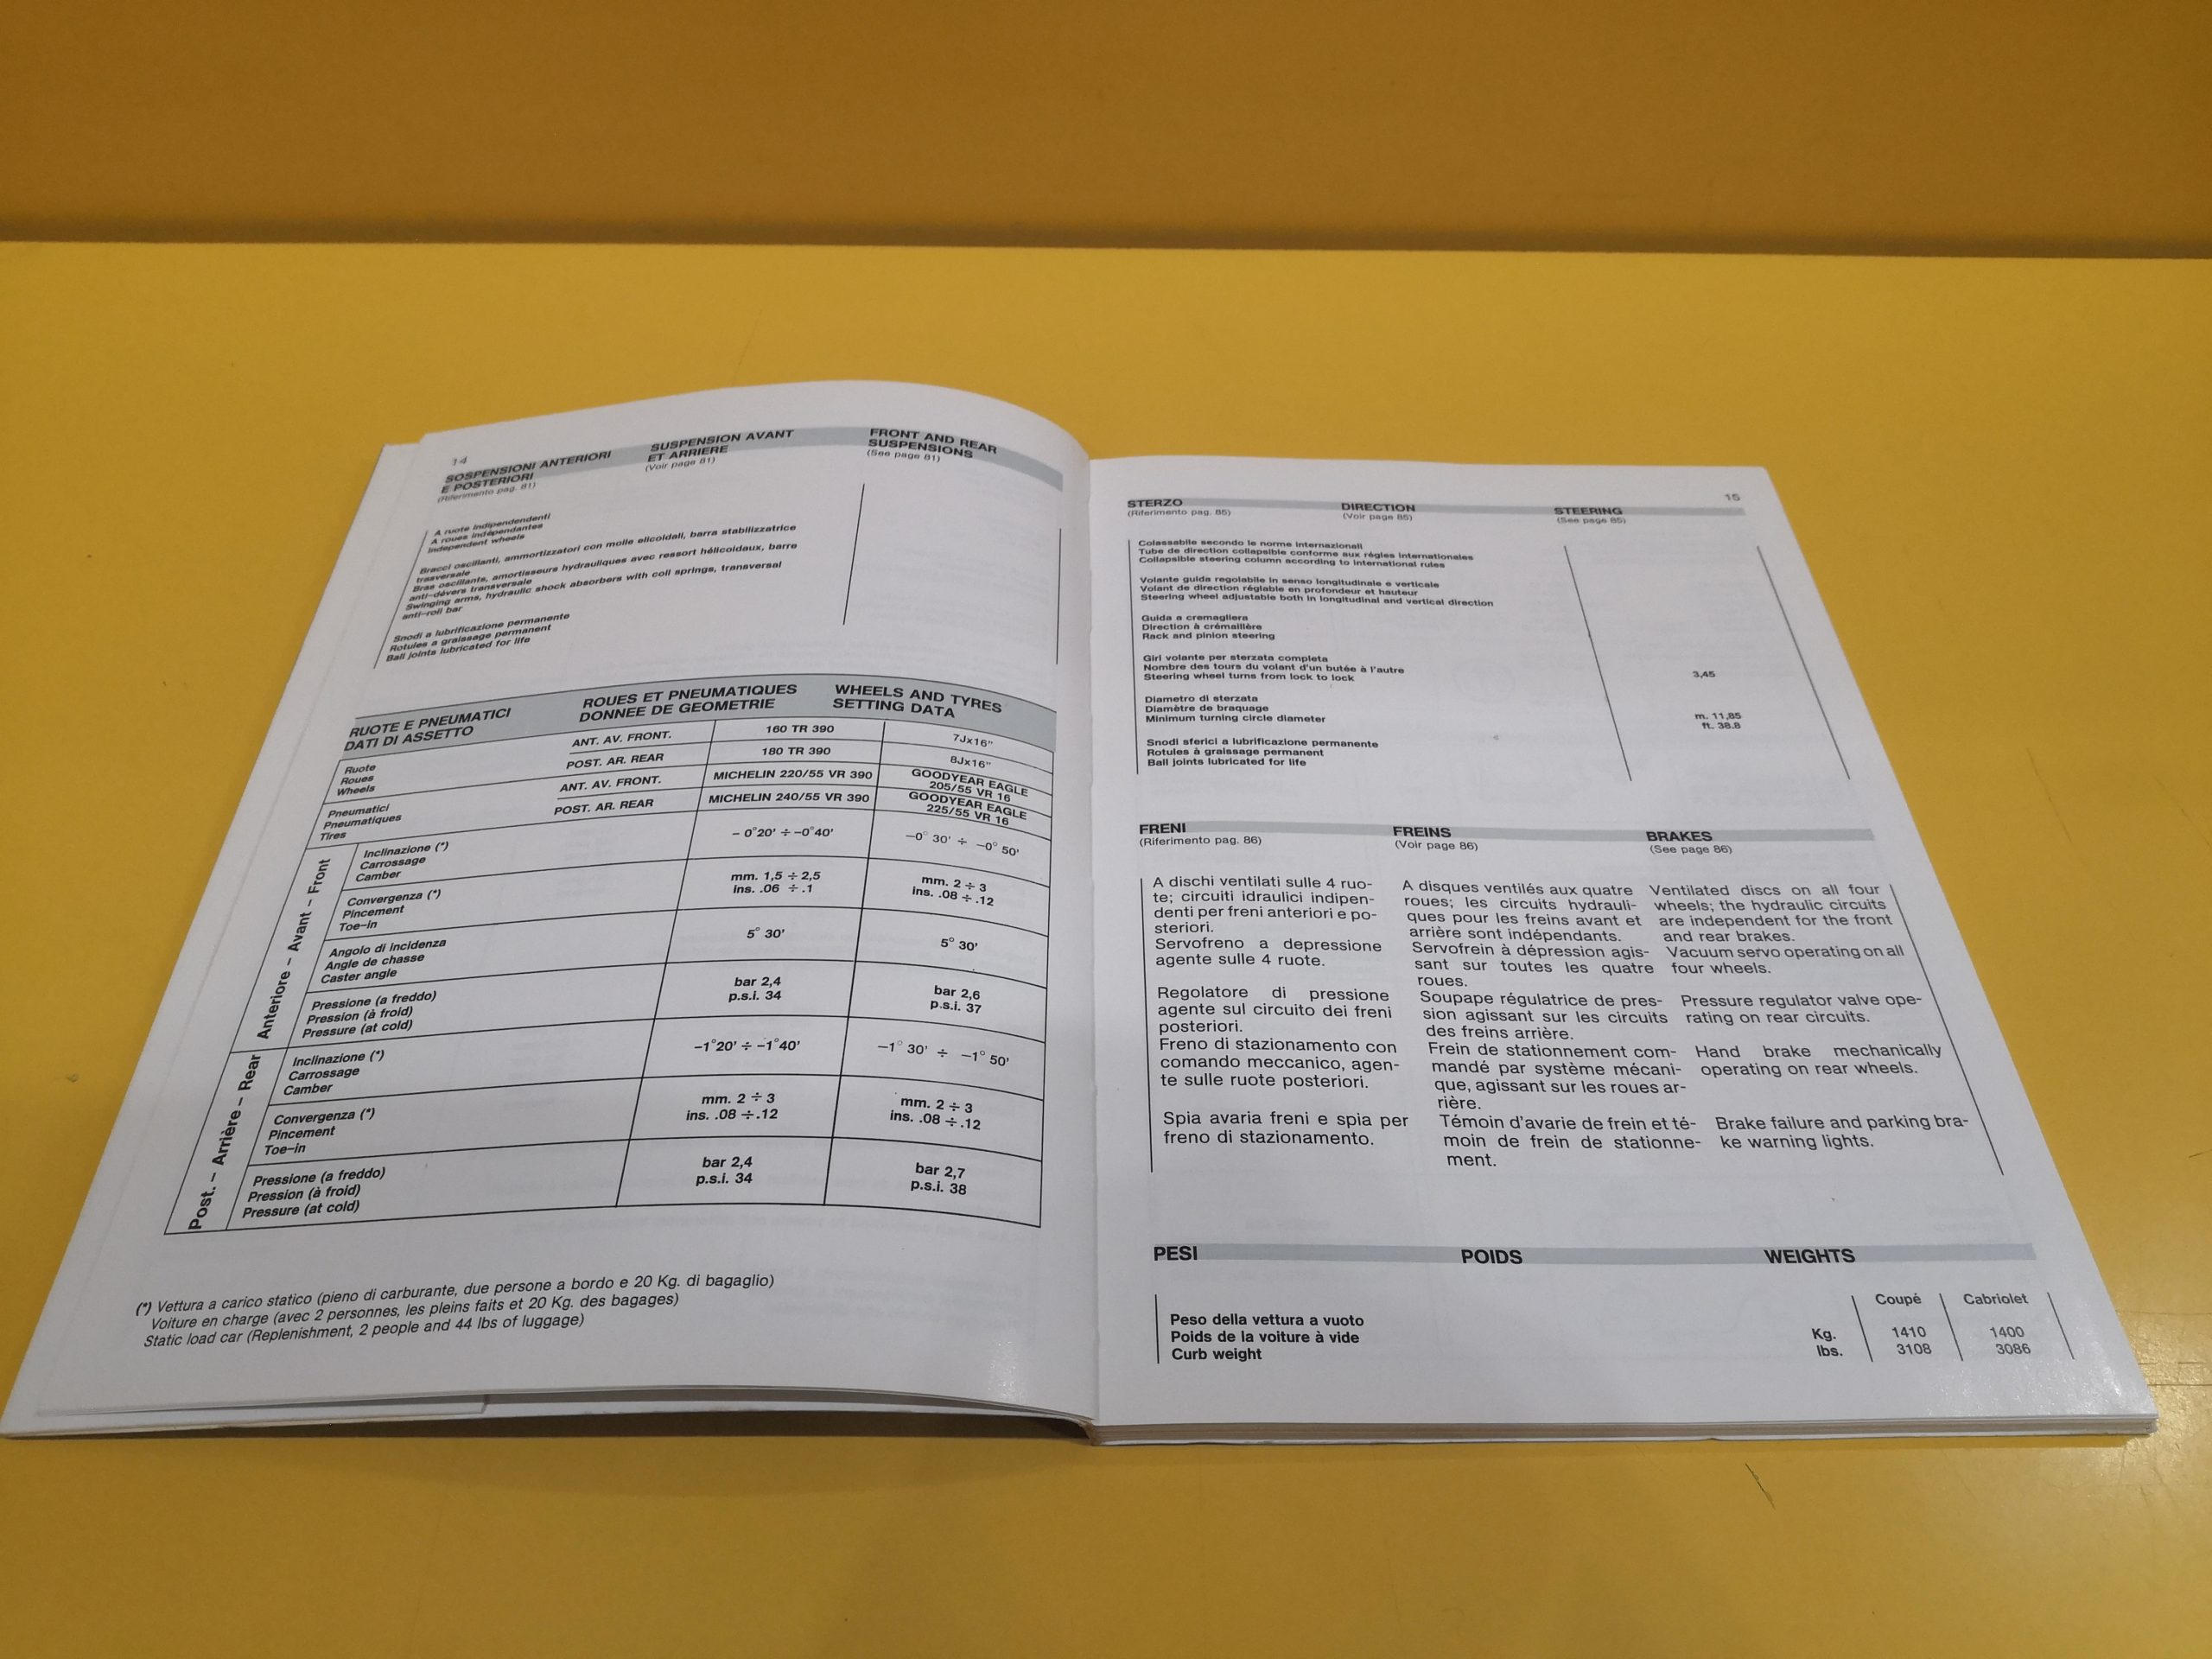 14
SOSPENSIONI ANTERIORI
E POSTERIORI
(Riferimento pag. 81)
SUSPENSION AVANT
ET ARRIERE
(Voir page 81)
FRONT AND REAR
SUSPENSIONS
(See page 81)
A ruote indipendendenti
A roues indépendantes
Independent wheels
Bracci oscillanti, ammortizzatori con molle elicoidali, barra stabilizzatrice
trasversale
Bras oscillants, amortisseurs hydrauliques avec ressort hélicoidaux, barre
anti-dévers transversale
Swinging arms, hydraulic shock absorbers with coil springs, transversal
anti-roll bar
Snodi a lubrificazione permanente
Rotules a graissage permanent
Ball joints lubricated for life
RUOTE E PNEUMATICI
DATI DI ASSETTO
ROUES ET PNEUMATIQUES
DONNEE DE GEOMETRIE
WHEELS AND TYRES
SETTING DATA
Ruote
Roues
Wheels
ANT. AV. FRONT. 160 TR 390 7Jx16"
POST. AR. REAR 180 TR 390 8Jx16"
Pneumatici
Pneumatiques
Tires
ANT. AV. FRONT. MICHELIN 220/55 VR 390 GOODYEAR EAGLE
205/55 VR 16
POST. AR. REAR MICHELIN 240/55 VR 390 GOODYEAR EAGLE
225/55 VR 16
Anteriore - Avant - Front
Inclinazione (*)
Carrossage
Camber
- 0°20' ÷ -0°40' -0° 30' ÷ -0° 50'
Convergenza (*)
Pincement
Toe-in
mm. 1,5 ÷ 2,5 mm. 2 ÷ 3
ins. .06 ÷ .1 ins. .08 ÷ .12
Angolo di incidenza
Angle de chasse
Caster angle
5° 30' 5° 30'
Pressione (a freddo)
Pression (à froid)
Pressure (at cold)
bar 2,4 bar 2,6
p.s.i. 34 p.s.i. 37
Post. - Arrière - Rear
Inclinazione (*)
Carrossage
Camber
-1°20' ÷ -1°40' -1° 30' ÷ -1° 50'
Convergenza (*)
Pincement
Toe-in
mm. 2 ÷ 3 mm. 2 ÷ 3
ins. .08 ÷ .12 ins. .08 ÷ .12
Pressione (a freddo)
Pression (à froid)
Pressure (at cold)
bar 2,4 bar 2,7
p.s.i. 34 p.s.i. 38
(*) Vettura a carico statico (pieno di carburante, due persone a bordo e 20 Kg. di bagaglio)
Voiture en charge (avec 2 personnes, les pleins faits et 20 Kg. des bagages)
Static load car (Replenishment, 2 people and 44 lbs of luggage)
15
STERZO
(Riferimento pag. 85)
DIRECTION
(Voir page 85)
STEERING
(See page 85)
Colassabile secondo le norme internazionali
Tube de direction collapsible conforme aux régles internationales
Collapsible steering column according to international rules
Volante guida regolabile in senso longitudinale e verticale
Volant de direction réglable en profondeur et hauteur
Steering wheel adjustable both in longitudinal and vertical direction
Guida a cremagliera
Direction à crémaillère
Rack and pinion steering
Giri volante per sterzata completa
Nombre des tours du volant d'un butée à l'autre
Steering wheel turns from lock to lock
3,45
Diametro di sterzata
Diamètre de braquage
Minimum turning circle diameter
m. 11,85
ft. 38.8
Snodi sferici a lubrificazione permanente
Rotules à graissage permanent
Ball joints lubricated for life
FRENI
(Riferimento pag. 86)
FREINS
(Voir page 86)
BRAKES
(See page 86)
A dischi ventilati sulle 4 ruo-
te; circuiti idraulici indipen-
denti per freni anteriori e po-
steriori.
Servofreno a depressione
agente sulle 4 ruote.
Regolatore di pressione
agente sul circuito dei freni
posteriori.
Freno di stazionamento con
comando meccanico, agen-
te sulle ruote posteriori.
Spia avaria freni e spia per
freno di stazionamento.
A disques ventilés aux quatre
roues; les circuits hydrauli-
ques pour les freins avant et
arrière sont indépendants.
Servofrein à dépression agis-
sant sur toutes les quatre
roues.
Soupape régulatrice de pres-
sion agissant sur les circuits
des freins arrière.
Frein de stationnement com-
mandé par système mécani-
que, agissant sur les roues ar-
rière.
Témoin d'avarie de frein et té-
moin de frein de stationne-
ment.
Ventilated discs on all four
wheels; the hydraulic circuits
are independent for the front
and rear brakes.
Vacuum servo operating on all
four wheels.
Pressure regulator valve ope-
rating on rear circuits.
Hand brake mechanically
operating on rear wheels.
Brake failure and parking bra-
ke warning lights.
PESI POIDS WEIGHTS
Coupé Cabriolet
Peso della vettura a vuoto
Poids de la voiture à vide
Curb weight
Kg. 1410 1400
lbs. 3108 3086